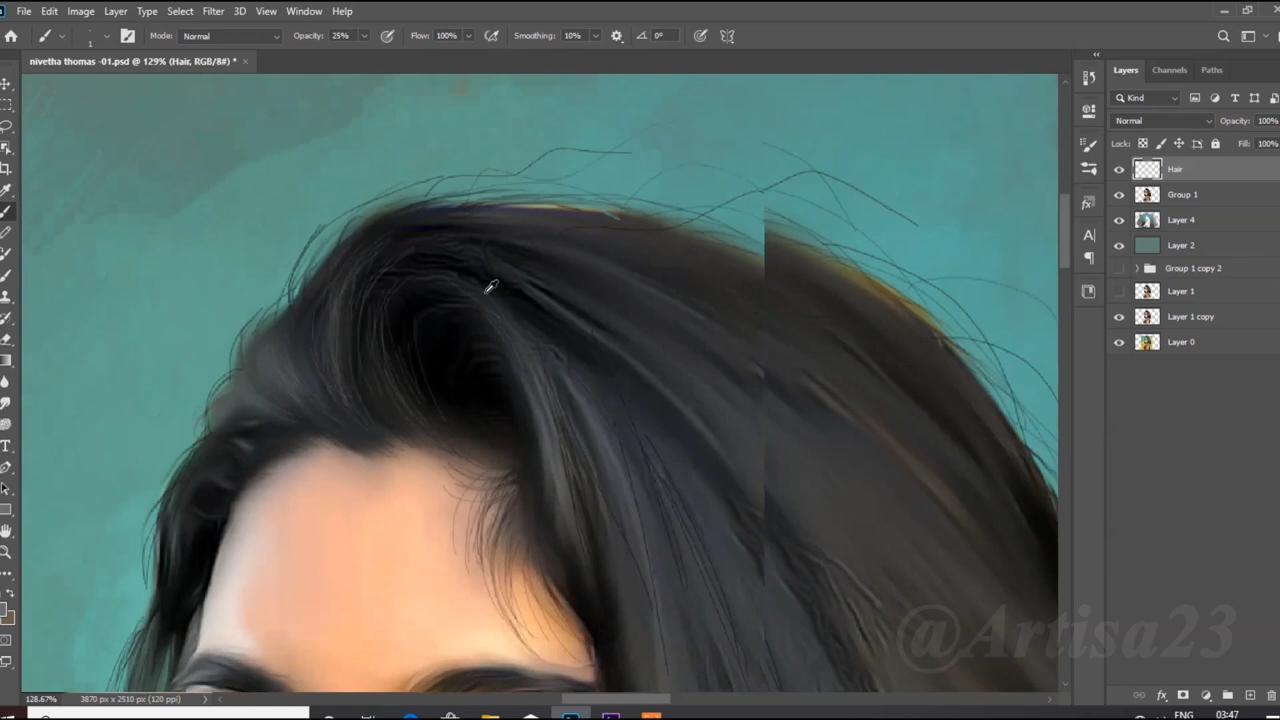 File Edit Image Layer Type Select Filter 3D View Window Help
1 Mode: Normal Opacity: 25% Flow: 100% Smoothing: 10% 0°
nivetha thomas -01.psd @ 129% (Hair, RGB/8#) * ×
Layers Channels Paths
Kind
Normal Opacity: 100%
Lock: Fill: 100%
Hair
Group 1
Layer 4
Layer 2
Group 1 copy 2
Layer 1
Layer 1 copy
Layer 0
@Artisa23
128.67% 3870 px x 2510 px (120 ppi)
ENG 03:47